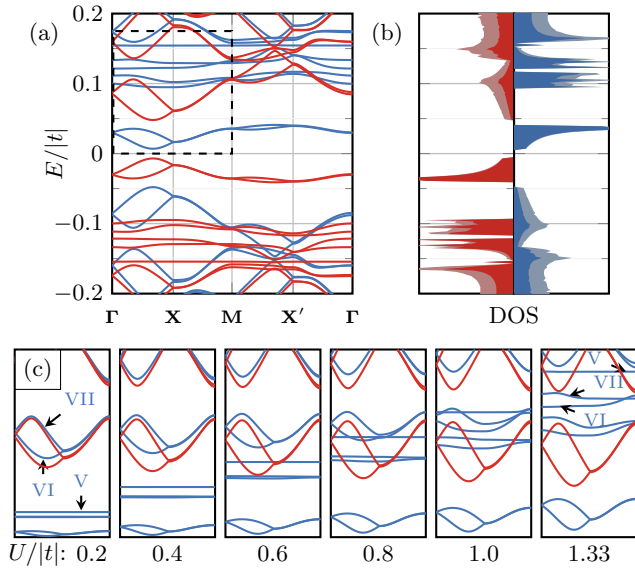 (a)
(b)
E/|t|
0.2
0.1
0
−0.1
−0.2
Γ X M X′ Γ
DOS
(c)
VII
VI
V
V
VII
VI
U/|t|: 0.2 0.4 0.6 0.8 1.0 1.33